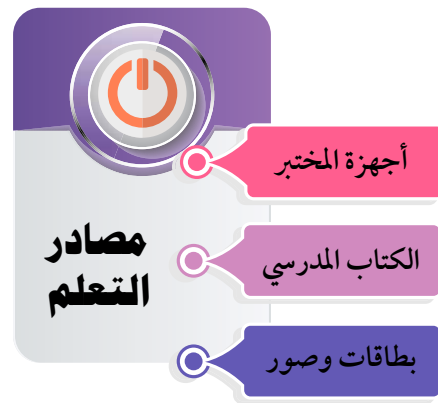 مصادر
التعلم
أجهزة المختبر
الكتاب المدرسي
بطاقات وصور